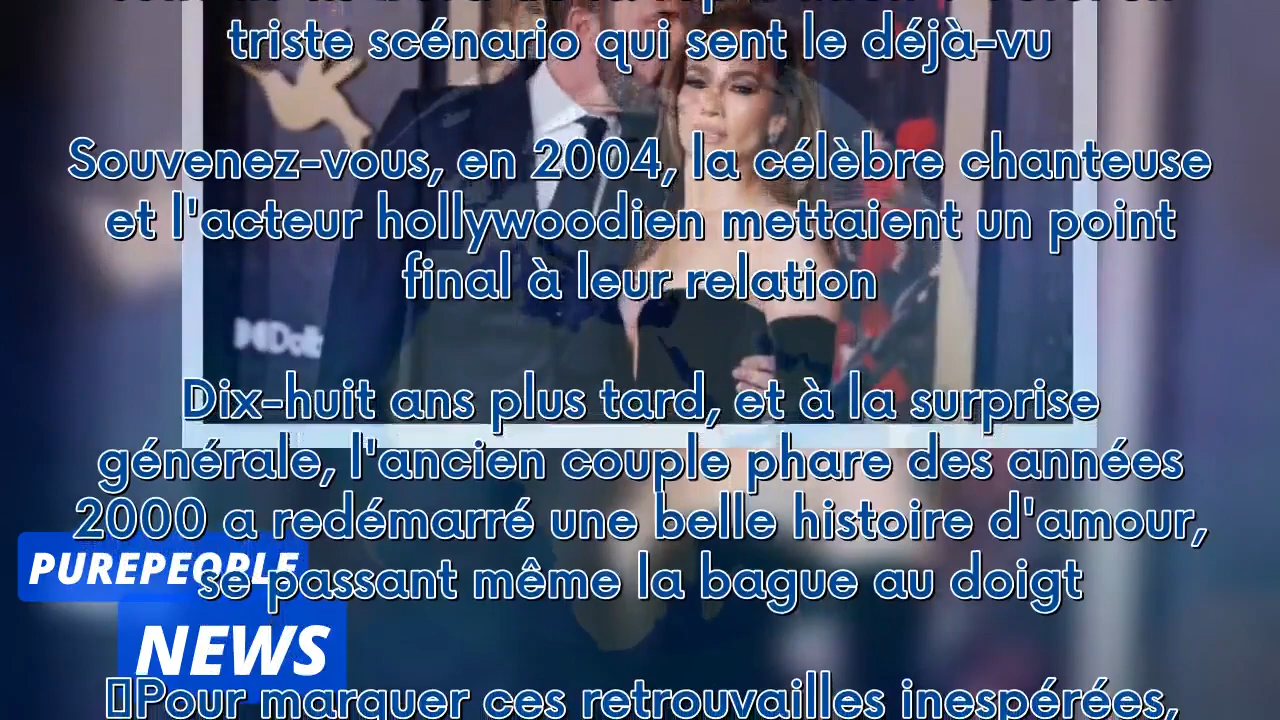 triste scénario qui sent le déjà-vu
Souvenez-vous, en 2004, la célèbre chanteuse
et l'acteur hollywoodien mettaient un point
final à leur relation
Dix-huit ans plus tard, et à la surprise
générale, l'ancien couple phare des années
2000 a redémarré une belle histoire d'amour,
se passant même la bague au doigt
PUREPEOPLE
NEWS
Pour marquer ces retrouvailles inespérées,